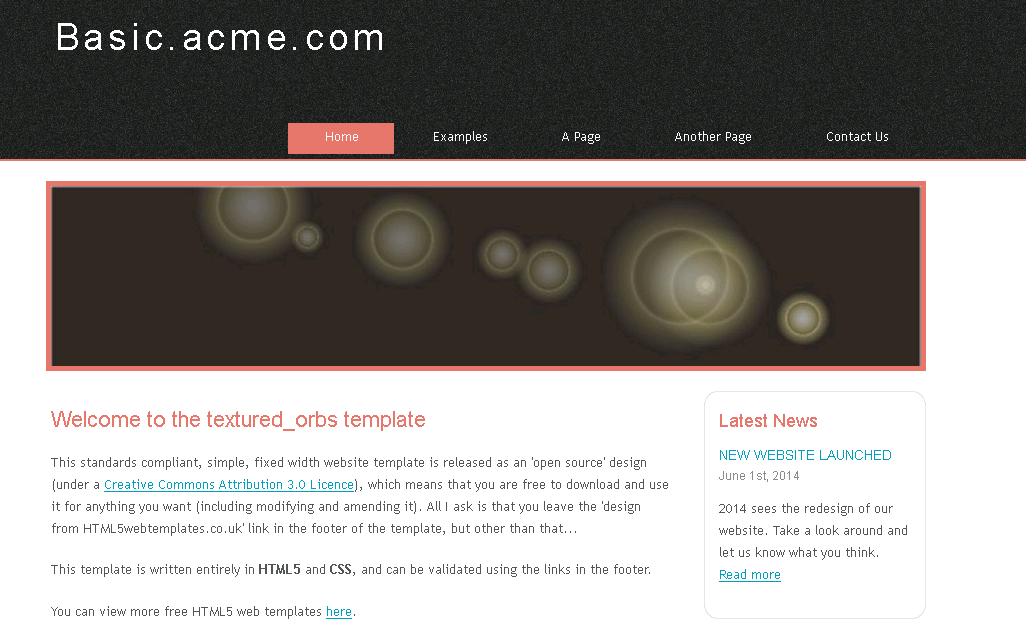 Basic.acme.com
Home Examples A Page Another Page Contact Us
Welcome to the textured_orbs template
This standards compliant, simple, fixed width website template is released as an 'open source' design
(under a Creative Commons Attribution 3.0 Licence), which means that you are free to download and use
it for anything you want (including modifying and amending it). All I ask is that you leave the 'design
from HTML5webtemplates.co.uk' link in the footer of the template, but other than that...
This template is written entirely in HTML5 and CSS, and can be validated using the links in the footer.
You can view more free HTML5 web templates here.
Latest News
NEW WEBSITE LAUNCHED
June 1st, 2014
2014 sees the redesign of our
website. Take a look around and
let us know what you think.
Read more